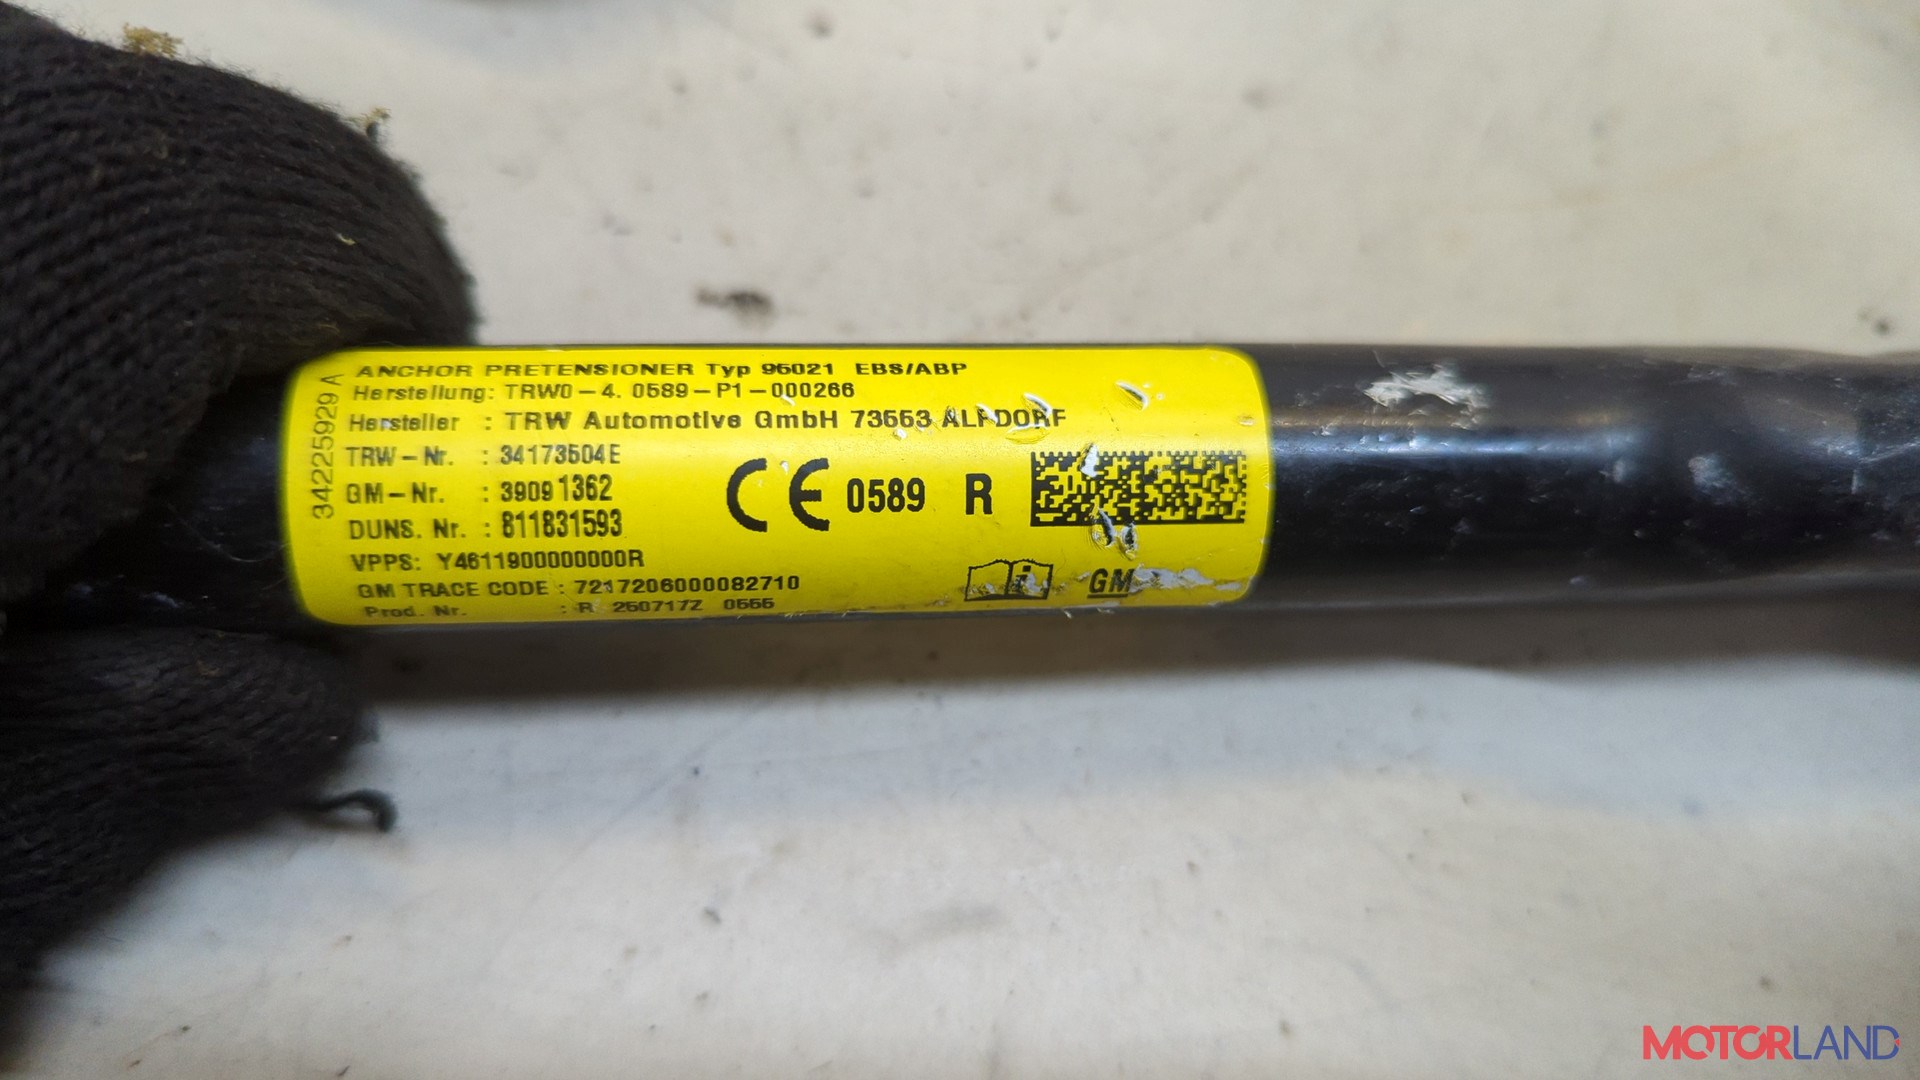 ANCHOR PRETENSIONER Typ 95021 EBS/ABP
Herstellung: TRW0-4. 0589-P1-000266
Hersteller : TRW Automotive GmbH 73553 ALFDORF
TRW-Nr. : 34173504E
GM-Nr. : 39091362
DUNS. Nr. : 811831593
VPPS: Y4611900000000R
GM TRACE CODE : 7217206000082710
Prod. Nr. : R 250717Z 0555
34225929 A
CE 0589 R
GM
MOTORLAND